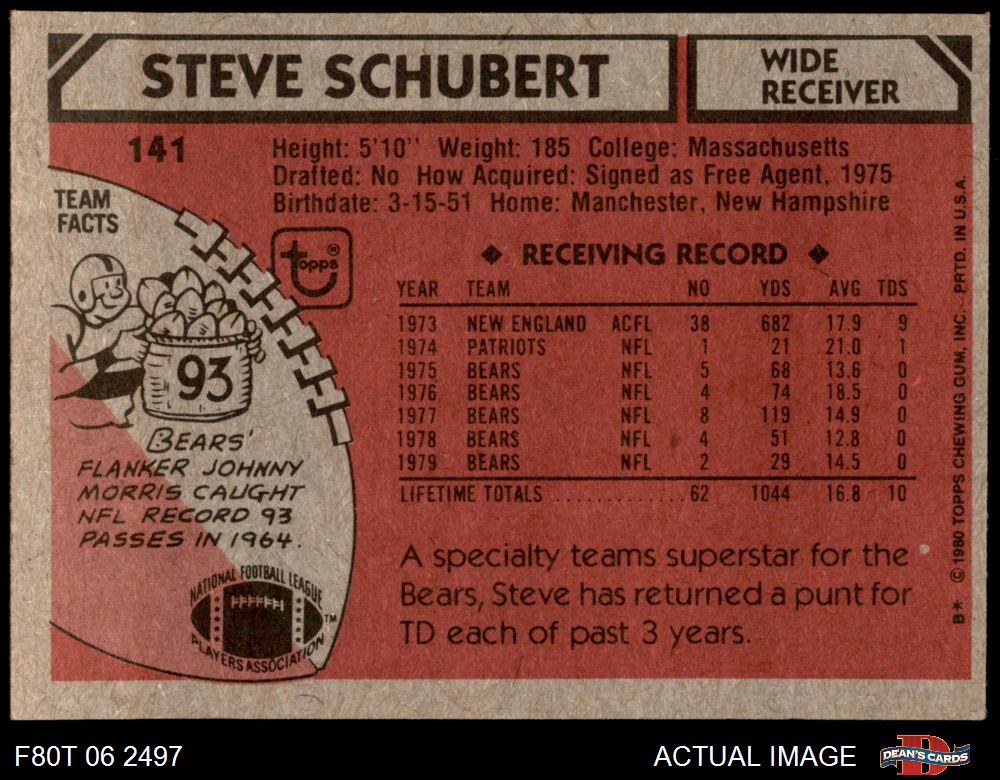 STEVE SCHUBERT
WIDE
RECEIVER
141
Height: 5'10" Weight: 185 College: Massachusetts
Drafted: No How Acquired: Signed as Free Agent, 1975
Birthdate: 3-15-51 Home: Manchester, New Hampshire
TEAM
FACTS
topps®
93
BEARS'
FLANKER JOHNNY
MORRIS CAUGHT
NFL RECORD 93
PASSES IN 1964.
NATIONAL FOOTBALL LEAGUE
PLAYERS ASSOCIATION
TM
◆ RECEIVING RECORD ◆
YEAR TEAM NO YDS AVG TDS
1973 NEW ENGLAND ACFL 38 682 17.9 9
1974 PATRIOTS NFL 1 21 21.0 1
1975 BEARS NFL 5 68 13.6 0
1976 BEARS NFL 4 74 18.5 0
1977 BEARS NFL 8 119 14.9 0
1978 BEARS NFL 4 51 12.8 0
1979 BEARS NFL 2 29 14.5 0
LIFETIME TOTALS ............ 62 1044 16.8 10
A specialty teams superstar for the
Bears, Steve has returned a punt for
TD each of past 3 years.
B* © 1980 TOPPS CHEWING GUM, INC. PRTD. IN U.S.A.
F80T 06 2497
ACTUAL IMAGE
DEAN'S CARDS